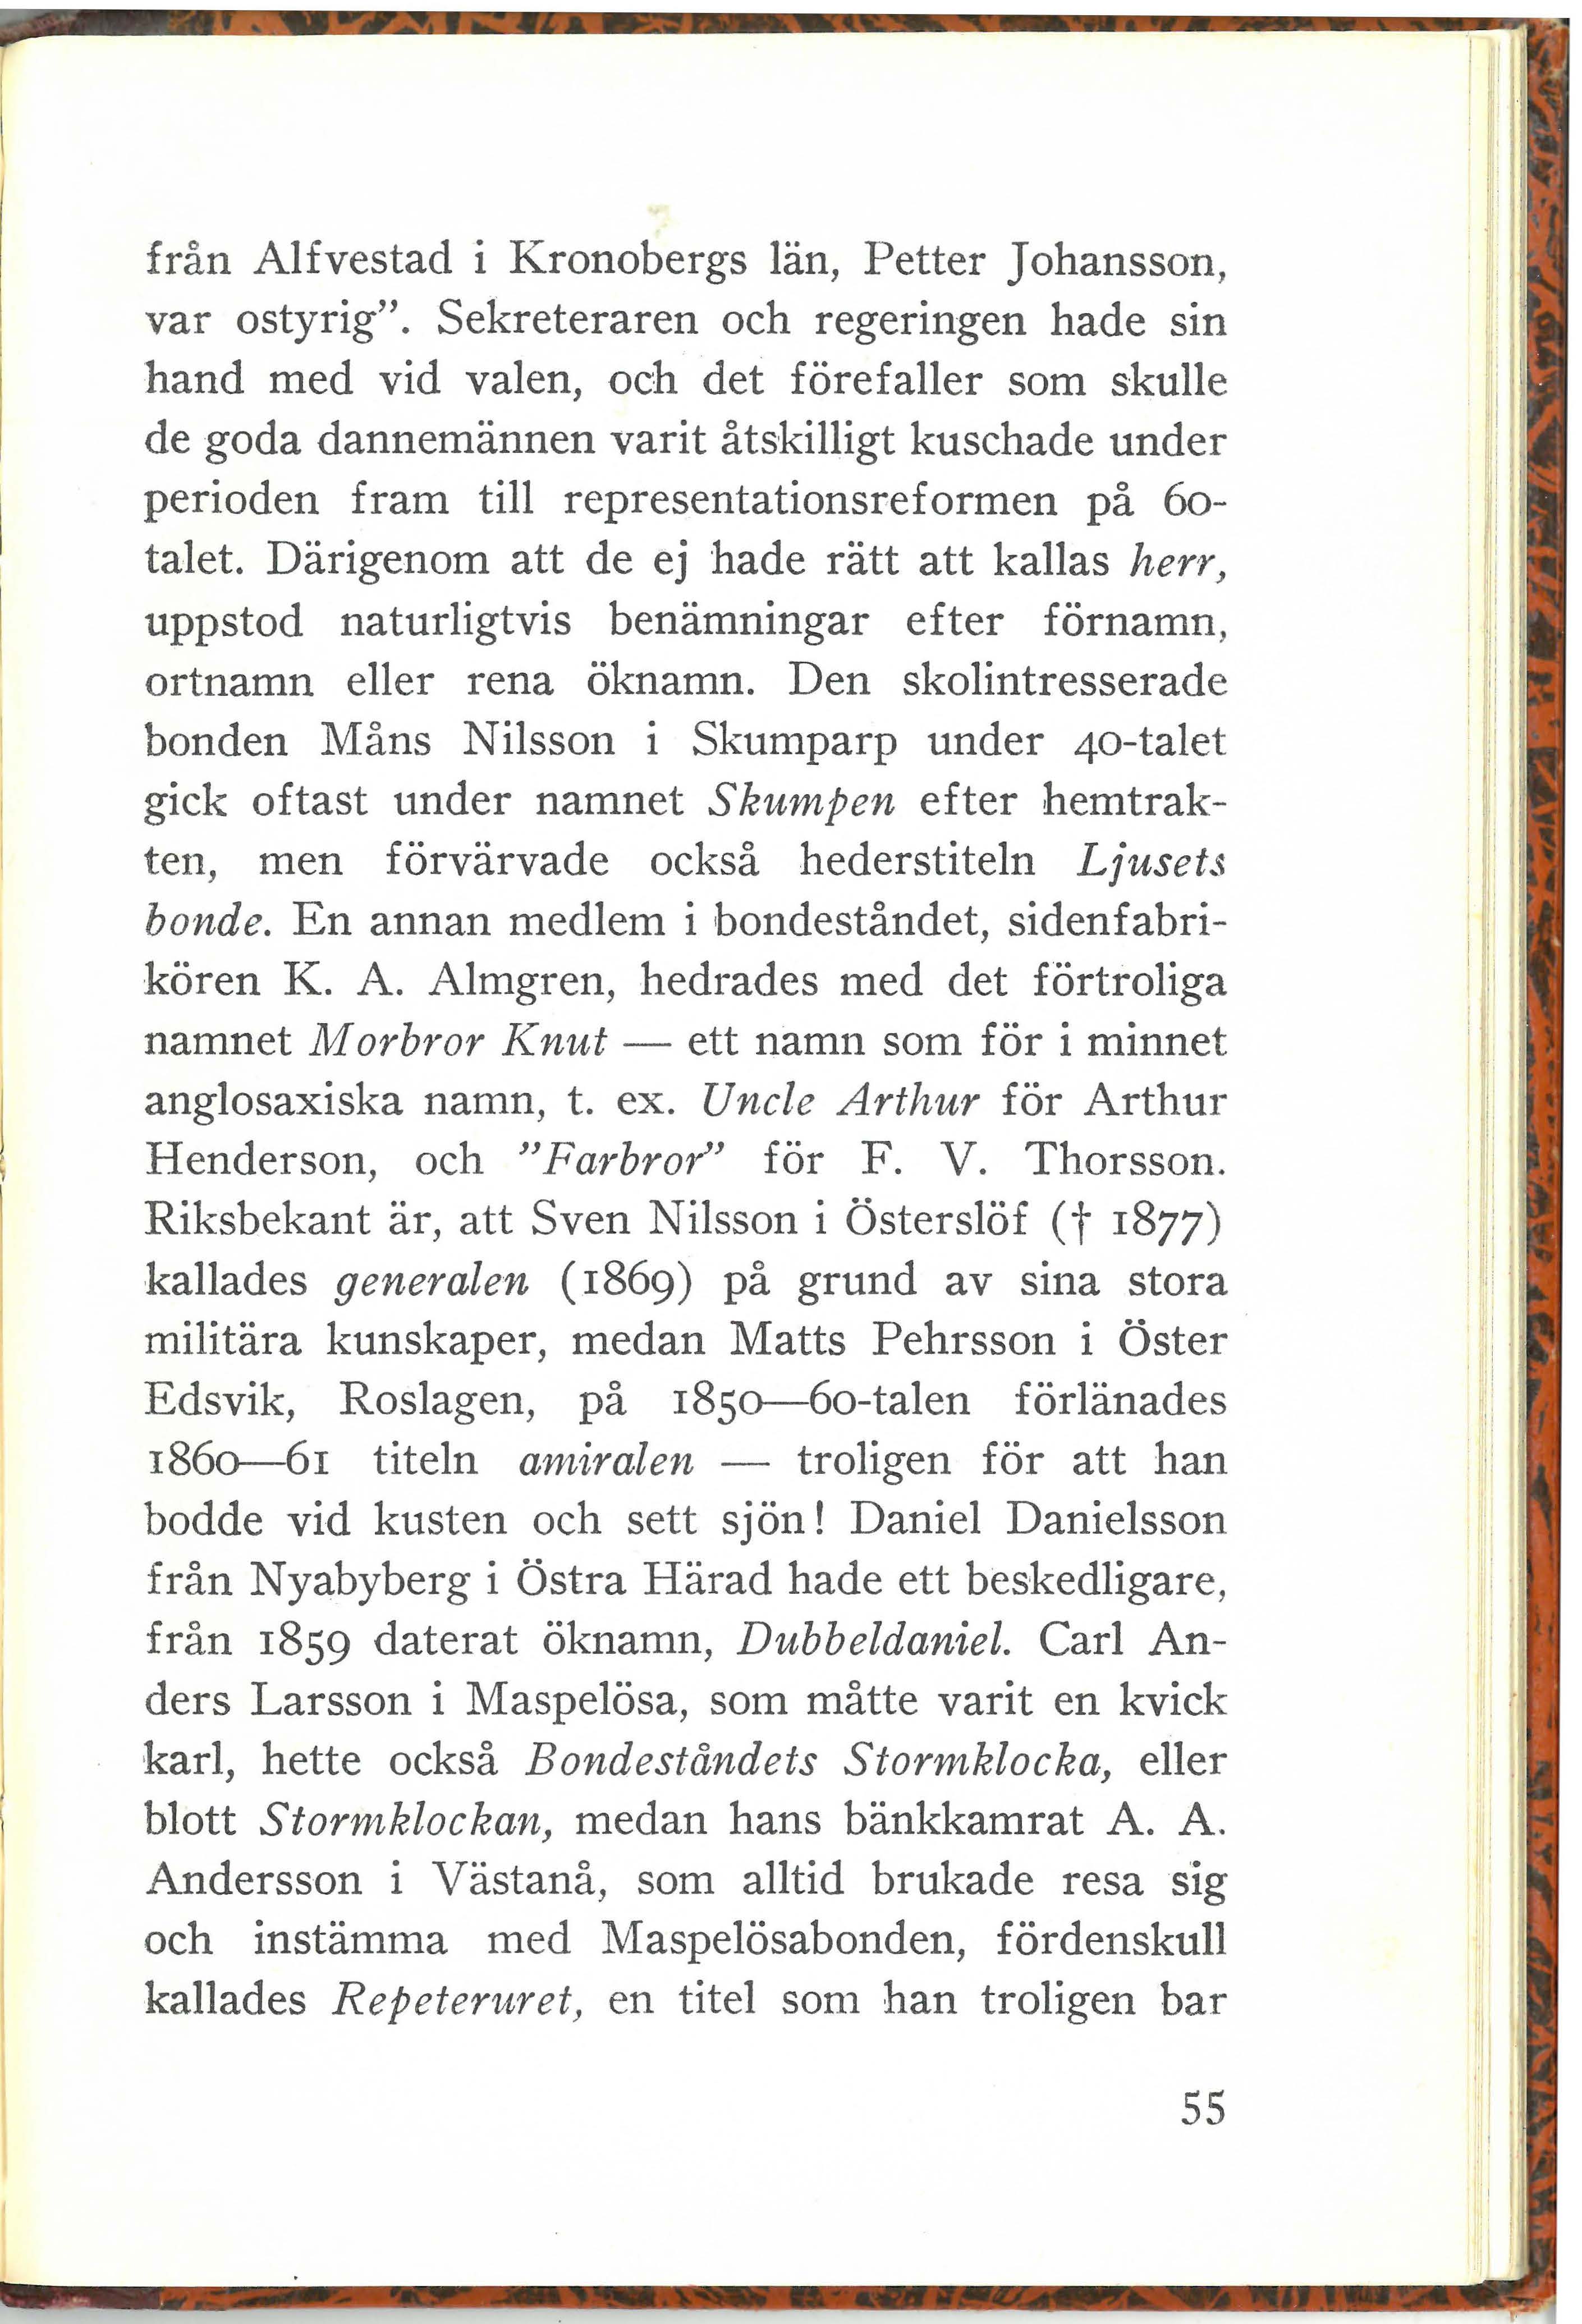 från Alfvestad i Kronobergs län, Petter Johansson,
var ostyrig”. Sekreteraren och regeringen hade sin
hand med vid valen, och det förefaller som skulle
de goda dannemännen varit åtskilligt kuschade under
perioden fram till representationsreformen på 60-
talet. Därigenom att de ej hade rätt att kallas herr,
uppstod naturligtvis benämningar efter förnamn,
ortnamn eller rena öknamn. Den skolintresserade
bonden Måns Nilsson i Skumparp under 40-talet
gick oftast under namnet Skumpen efter hemtrak-
ten, men förvärvade också hederstiteln Ljusets
bonde. En annan medlem i bondeståndet, sidenfabri-
kören K. A. Almgren, hedrades med det förtroliga
namnet Morbror Knut — ett namn som för i minnet
anglosaxiska namn, t. ex. Uncle Arthur för Arthur
Henderson, och ”Farbror” för F. V. Thorsson.
Riksbekant är, att Sven Nilsson i Österslöf († 1877)
kallades generalen (1869) på grund av sina stora
militära kunskaper, medan Matts Pehrsson i Öster
Edsvik, Roslagen, på 1850—60-talen förlänades
1860—61 titeln amiralen — troligen för att han
bodde vid kusten och sett sjön! Daniel Danielsson
från Nyabyberg i Östra Härad hade ett beskedligare,
från 1859 daterat öknamn, Dubbeldaniel. Carl An-
ders Larsson i Maspelösa, som måtte varit en kvick
karl, hette också Bondeståndets Stormklocka, eller
blott Stormklockan, medan hans bänkkamrat A. A.
Andersson i Västanå, som alltid brukade resa sig
och instämma med Maspelösabonden, fördenskull
kallades Repeteruret, en titel som han troligen bar
55